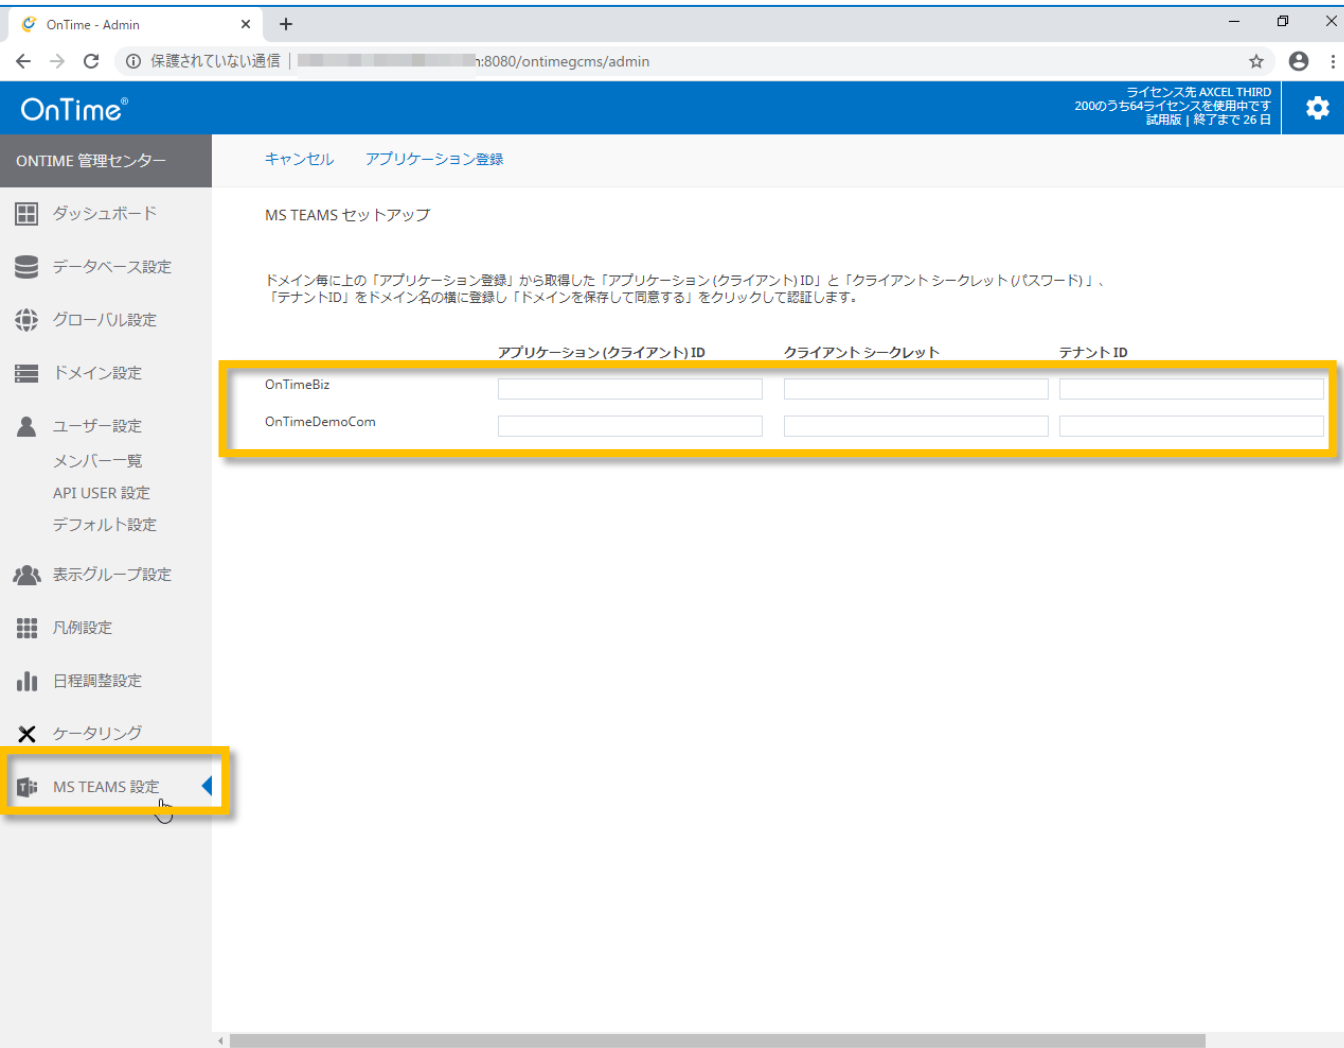 OnTime - Admin
保護されていない通信
:8080/ontimegcms/admin
OnTime®
ライセンス先 AXCEL THIRD
200のうち64ライセンスを使用中です
試用版 | 終了まで 26 日
ONTIME 管理センター
キャンセル アプリケーション登録
ダッシュボード
データベース設定
グローバル設定
ドメイン設定
ユーザー設定
メンバー一覧
API USER 設定
デフォルト設定
表示グループ設定
凡例設定
日程調整設定
ケータリング
MS TEAMS 設定
MS TEAMS セットアップ
ドメイン毎に上の「アプリケーション登録」から取得した「アプリケーション (クライアント) ID」と「クライアント シークレット (パスワード) 」、
「テナントID」をドメイン名の横に登録し「ドメインを保存して同意する」をクリックして認証します。
アプリケーション (クライアント) ID クライアント シークレット テナント ID
OnTimeBiz
OnTimeDemoCom